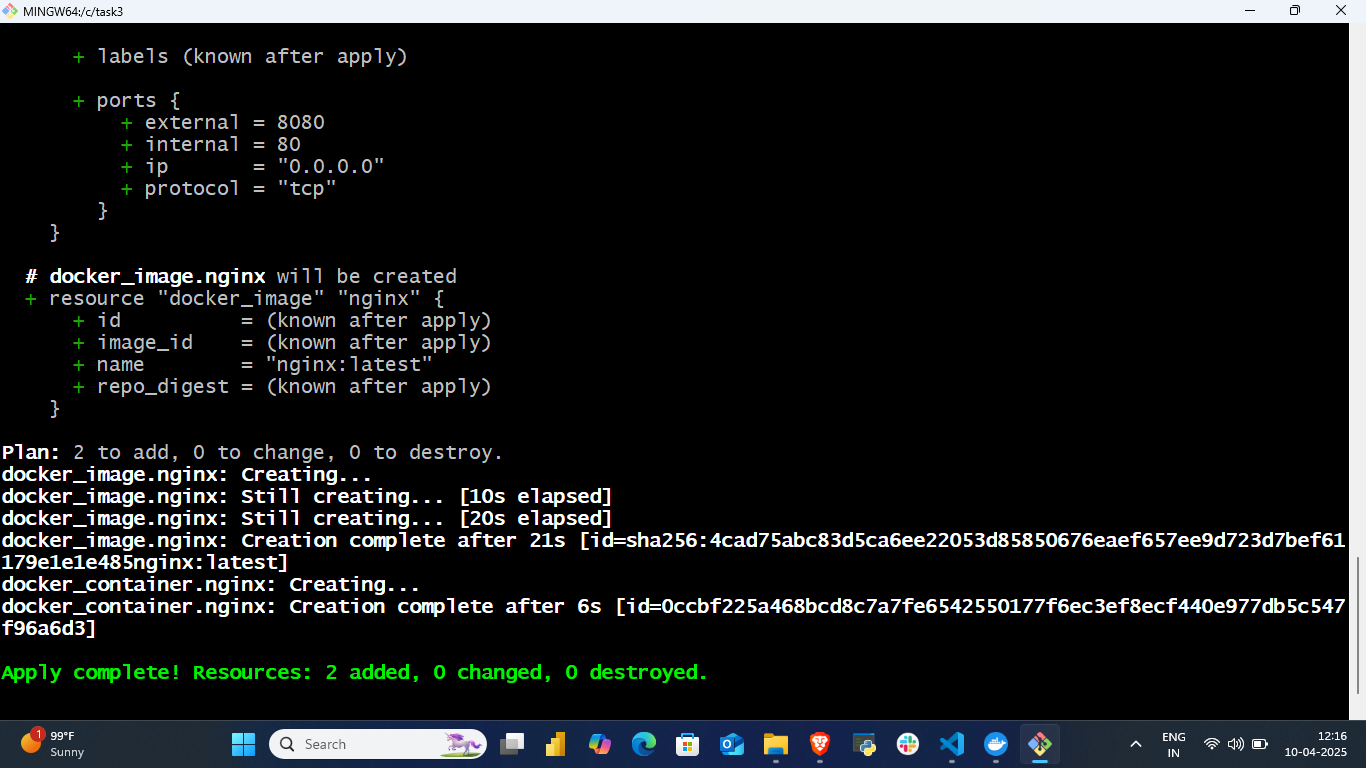 MINGW64:/c/task3
+ labels (known after apply)
+ ports {
+ external = 8080
+ internal = 80
+ ip       = "0.0.0.0"
+ protocol = "tcp"
}
}
# docker_image.nginx will be created
+ resource "docker_image" "nginx" {
+ id          = (known after apply)
+ image_id    = (known after apply)
+ name        = "nginx:latest"
+ repo_digest = (known after apply)
}
Plan: 2 to add, 0 to change, 0 to destroy.
docker_image.nginx: Creating...
docker_image.nginx: Still creating... [10s elapsed]
docker_image.nginx: Still creating... [20s elapsed]
docker_image.nginx: Creation complete after 21s [id=sha256:4cad75abc83d5ca6ee22053d85850676eaef657ee9d723d7bef61
179e1e1e485nginx:latest]
docker_container.nginx: Creating...
docker_container.nginx: Creation complete after 6s [id=0ccbf225a468bcd8c7a7fe6542550177f6ec3ef8ecf440e977db5c547
f96a6d3]
Apply complete! Resources: 2 added, 0 changed, 0 destroyed.
1
99°F
Sunny
Search
ENG
IN
12:16
10-04-2025